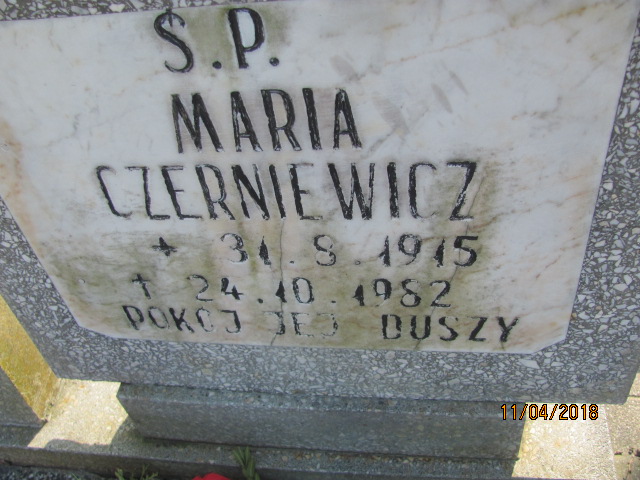 Ś.P.
MARIA
CZERNIEWICZ
* 31.8.1915
† 24.10.1982
POKÓJ JEJ DUSZY
11/04/2018